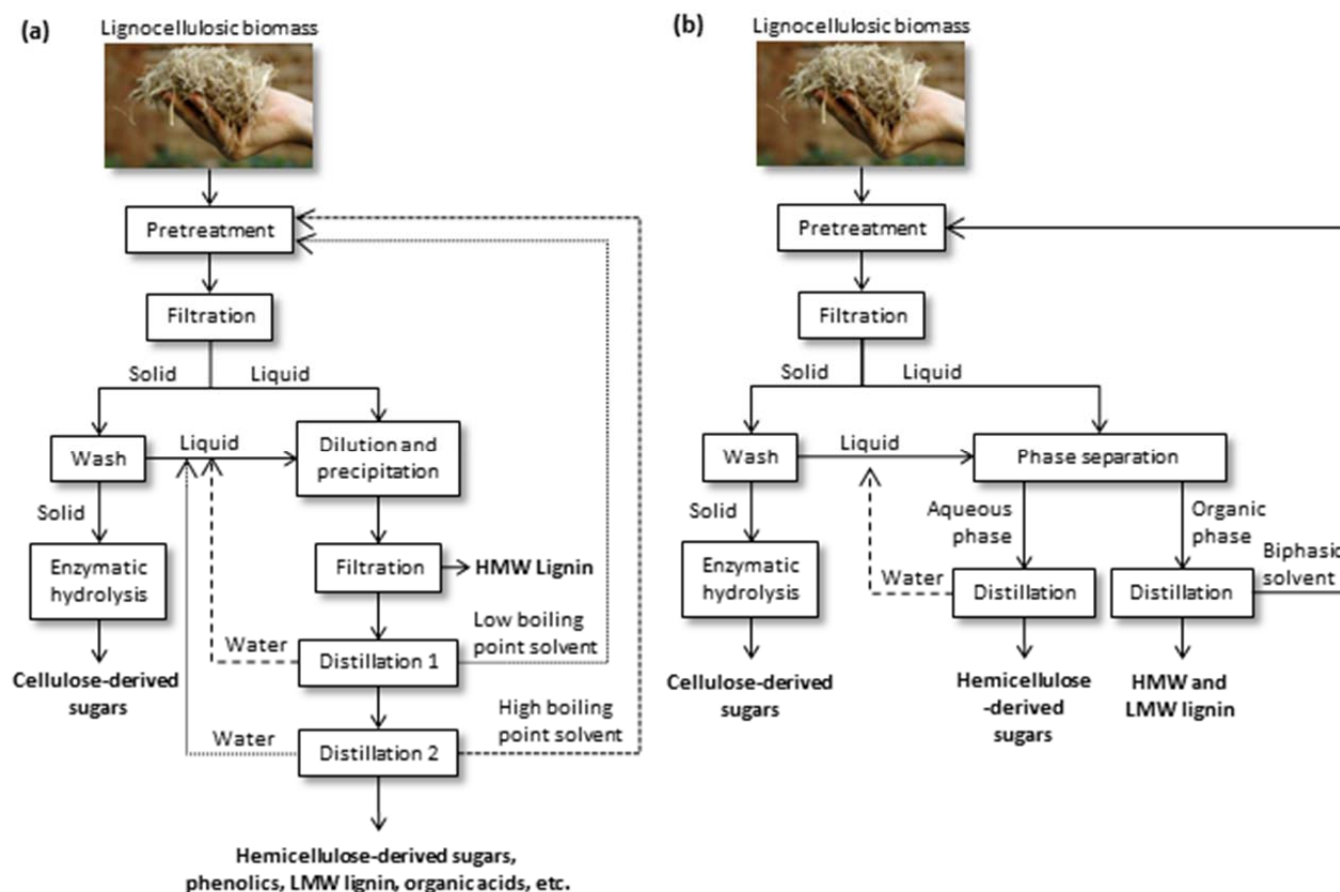 (a)
Lignocellulosic biomass
Pretreatment
Filtration
Solid
Liquid
Wash
Liquid
Dilution and
precipitation
Solid
Enzymatic
hydrolysis
Filtration
HMW Lignin
Cellulose-derived
sugars
Water
Distillation 1
Low boiling
point solvent
Water
Distillation 2
High boiling
point solvent
Hemicellulose-derived sugars,
phenolics, LMW lignin, organic acids, etc.
(b)
Lignocellulosic biomass
Pretreatment
Filtration
Solid
Liquid
Wash
Liquid
Phase separation
Solid
Aqueous
phase
Organic
phase
Enzymatic
hydrolysis
Water
Distillation
Distillation
Biphasic
solvent
Cellulose-derived
sugars
Hemicellulose
-derived
sugars
HMW and
LMW lignin